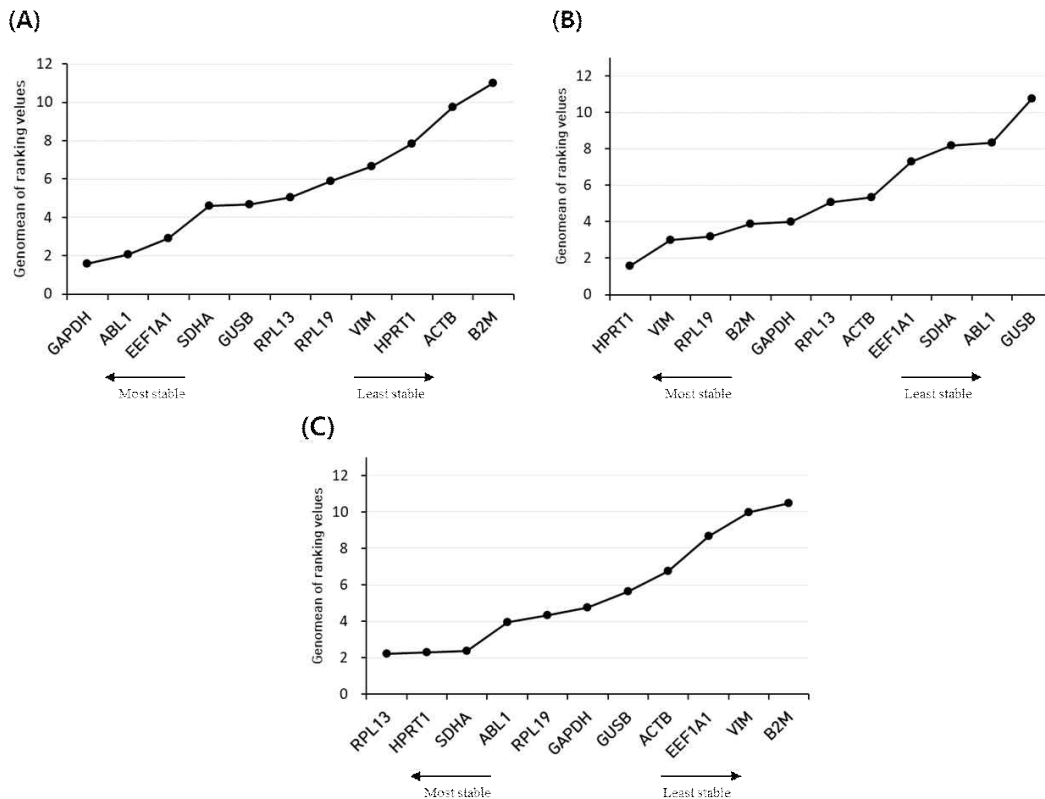 (A)
Genomean of ranking velues
12
10
8
6
4
2
0
GAPDH
ABL1
EEF1A1
SDHA
GUSB
RPL13
RPL19
VIM
HPRT1
ACTB
B2M
Most stable
Least stable
(B)
Genomean of ranking velues
12
10
8
6
4
2
0
HPRT1
VIM
RPL19
B2M
GAPDH
RPL13
ACTB
EEF1A1
SDHA
ABL1
GUSB
Most stable
Least stable
(C)
Genomean of ranking velues
12
10
8
6
4
2
0
RPL13
HPRT1
SDHA
ABL1
RPL19
GAPDH
GUSB
ACTB
EEF1A1
VIM
B2M
Most stable
Least stable